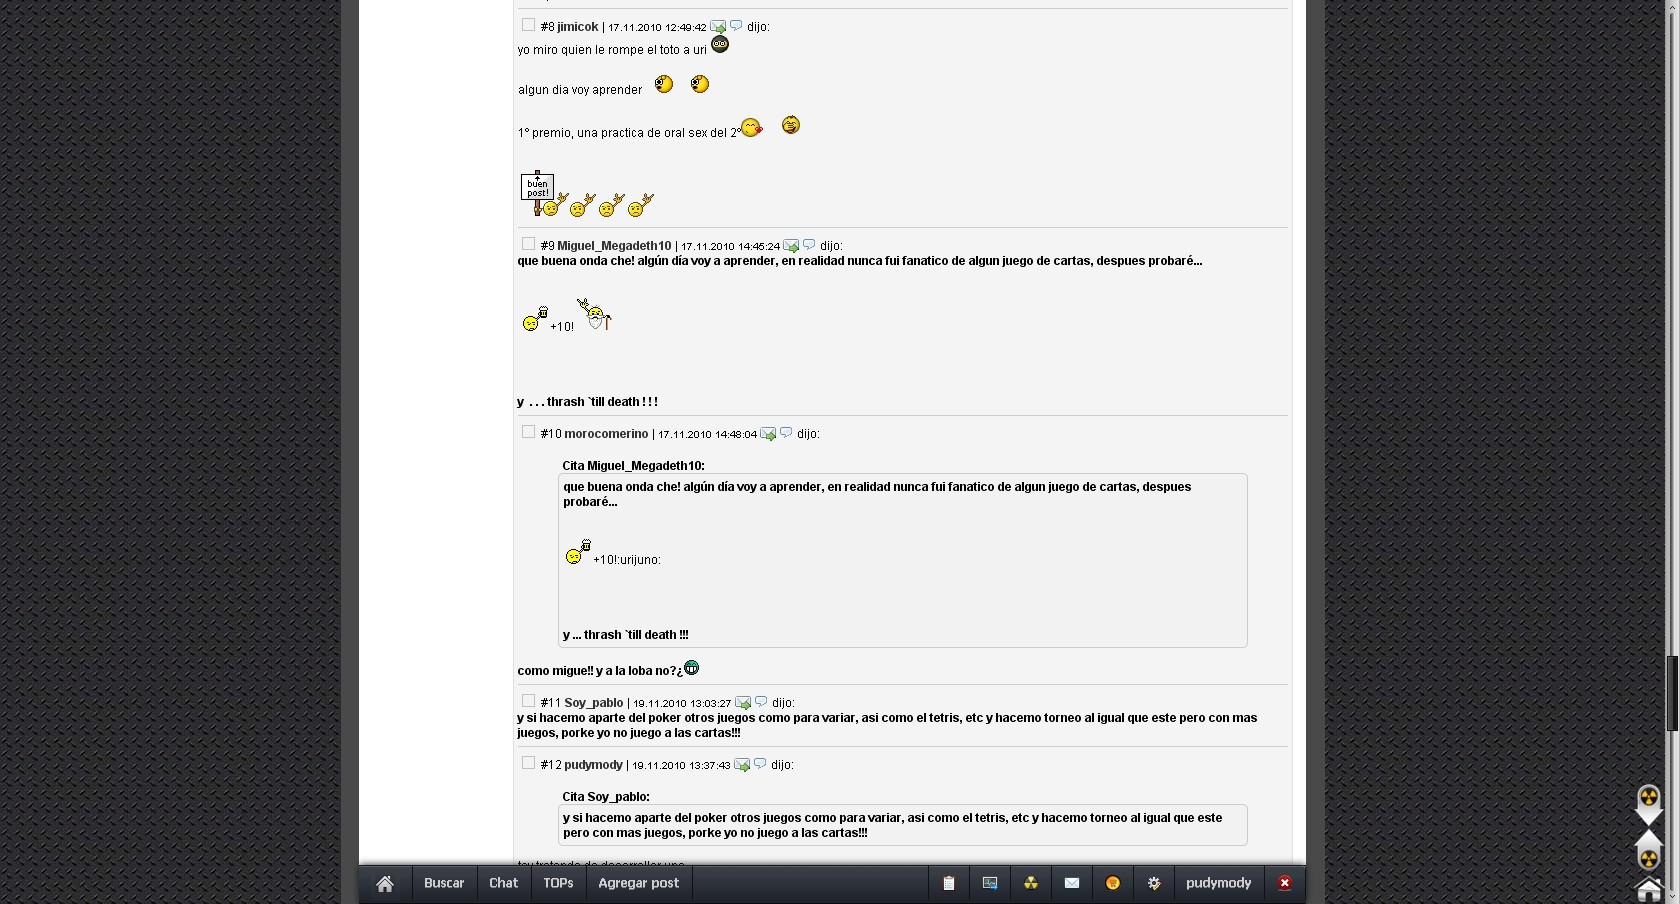 #8 jimicok | 17.11.2010 12:49:42 dijo:
yo miro quien le rompe el toto a uri
algun dia voy aprender
1º premio, una practica de oral sex del 2º
buen
post!
#9 Miguel_Megadeth10 | 17.11.2010 14:45:24 dijo:
que buena onda che! algún día voy a aprender, en realidad nunca fui fanatico de algun juego de cartas, despues probaré...
+10!
y . . . thrash `till death ! ! !
#10 morocomerino | 17.11.2010 14:48:04 dijo:
Cita Miguel_Megadeth10:
que buena onda che! algún día voy a aprender, en realidad nunca fui fanatico de algun juego de cartas, despues
probaré...
+10!:urijuno:
y ... thrash `till death !!!
como migue!! y a la loba no?¿
#11 Soy_pablo | 19.11.2010 13:03:27 dijo:
y si hacemo aparte del poker otros juegos como para variar, asi como el tetris, etc y hacemo torneo al igual que este pero con mas
juegos, porke yo no juego a las cartas!!!
#12 pudymody | 19.11.2010 13:37:43 dijo:
Cita Soy_pablo:
y si hacemo aparte del poker otros juegos como para variar, asi como el tetris, etc y hacemo torneo al igual que este
pero con mas juegos, porke yo no juego a las cartas!!!
Buscar Chat TOPs Agregar post pudymody